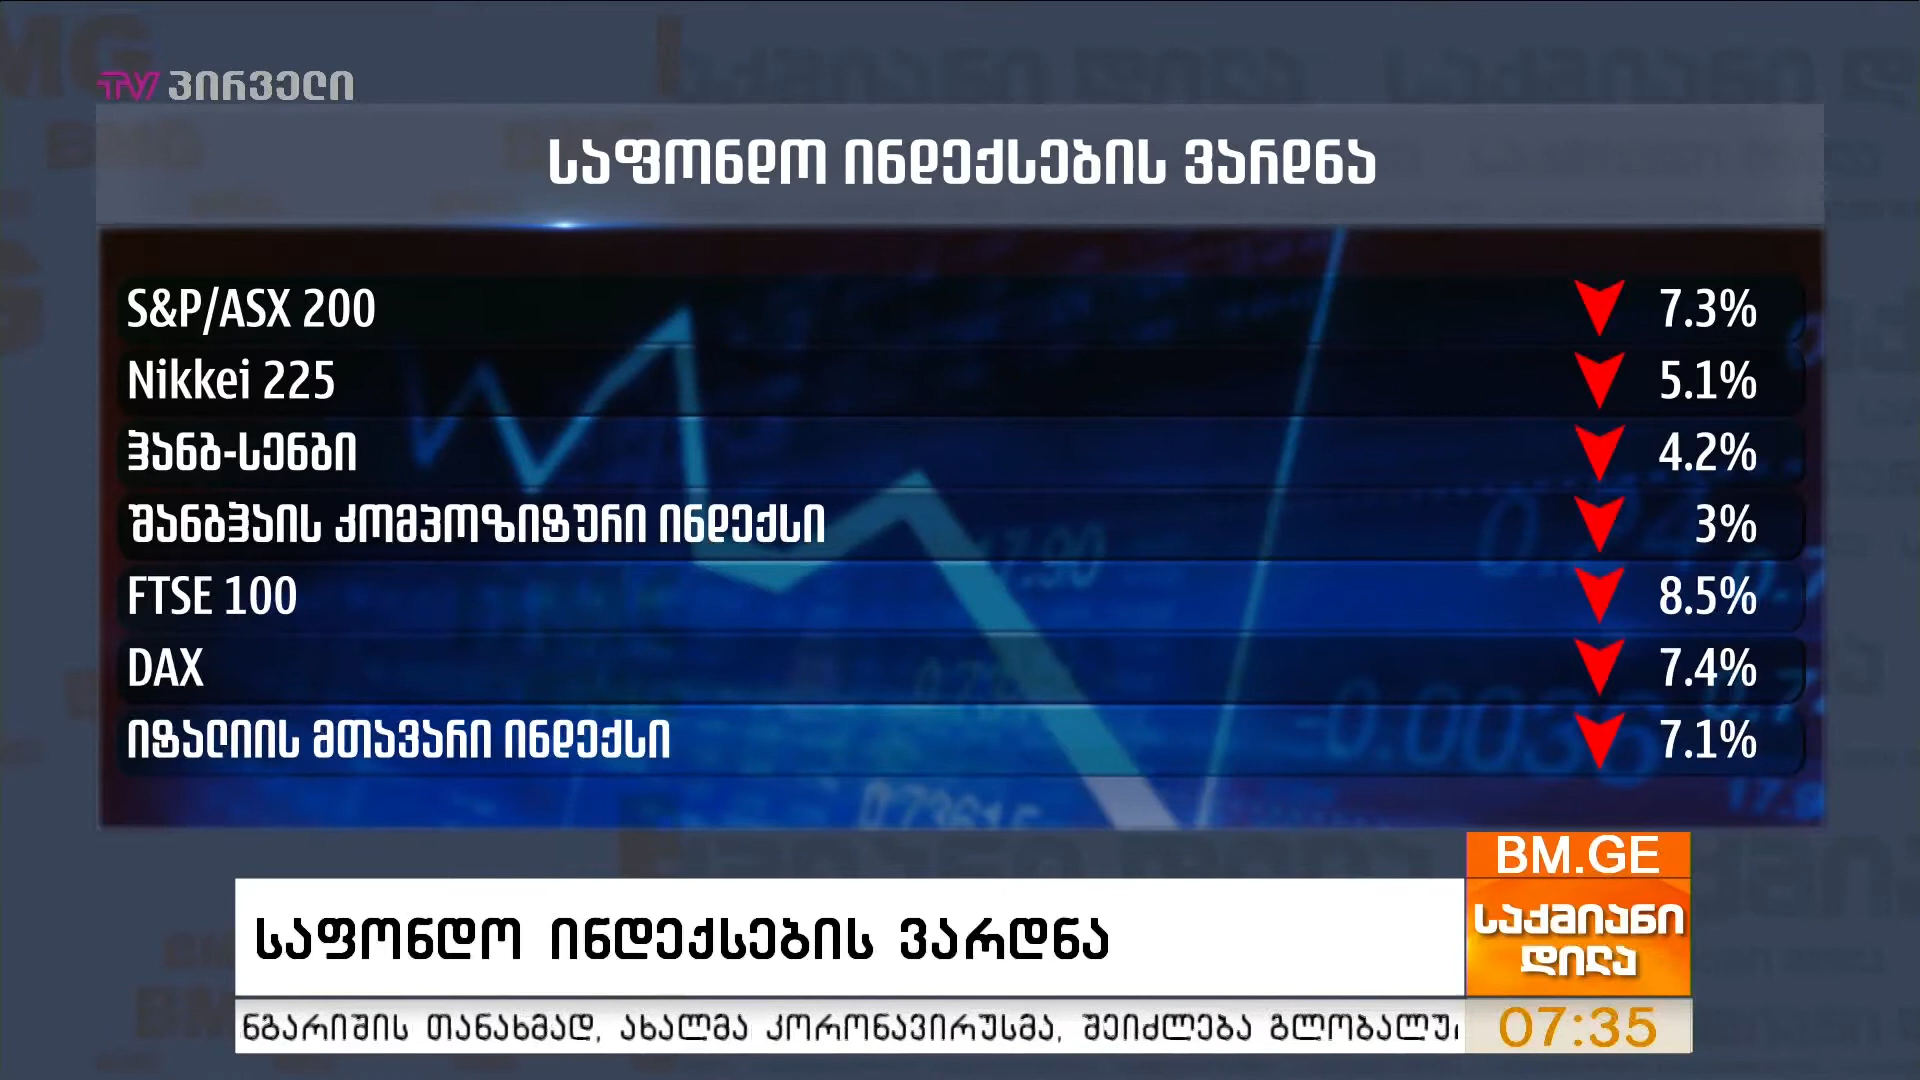 TV ᲞᲘᲠᲕᲔᲚᲘ
ᲡᲐᲤᲝᲜᲓᲝ ᲘᲜᲓᲔᲥᲡᲔᲑᲘᲡ ᲕᲐᲠᲓᲜᲐ
S&P/ASX 200 7.3%
Nikkei 225 5.1%
ᲰᲐᲜᲒ-ᲡᲔᲜᲒᲘ 4.2%
ᲨᲐᲜᲒᲰᲐᲘᲡ ᲙᲝᲛᲞᲝᲖᲘᲢᲣᲠᲘ ᲘᲜᲓᲔᲥᲡᲘ 3%
FTSE 100 8.5%
DAX 7.4%
ᲘᲢᲐᲚᲘᲘᲡ ᲛᲗᲐᲕᲐᲠᲘ ᲘᲜᲓᲔᲥᲡᲘ 7.1%
BM.GE
ᲡᲐᲤᲝᲜᲓᲝ ᲘᲜᲓᲔᲥᲡᲔᲑᲘᲡ ᲕᲐᲠᲓᲜᲐ
ᲡᲐᲥᲛᲘᲐᲜᲘ
ᲓᲘᲚᲐ
ᲜᲒᲐᲠᲘᲨᲘᲡ ᲗᲐᲜᲐᲮᲛᲐᲓ, ᲐᲮᲐᲚᲛᲐ ᲙᲝᲠᲝᲜᲐᲕᲘᲠᲣᲡᲛᲐ, ᲨᲔᲘᲫᲚᲔᲑᲐ ᲒᲚᲝᲑᲐᲚᲣ
07:35